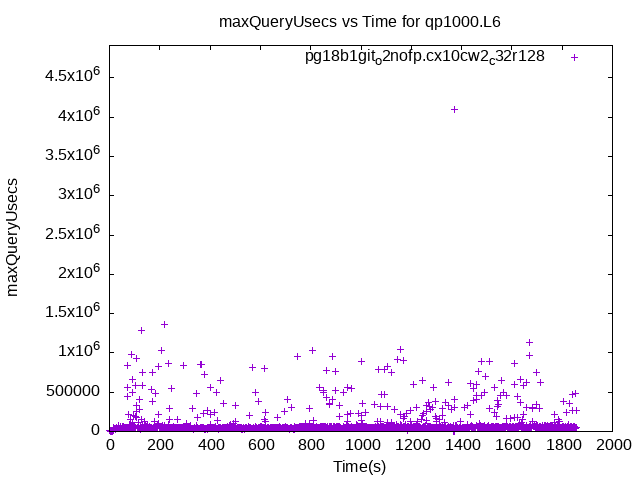 maxQueryUsecs vs Time for qp1000.L6
pg18b1git_o2nofp.cx10cw2_c32r128
4.5x10^6
4x10^6
3.5x10^6
3x10^6
2.5x10^6
2x10^6
1.5x10^6
1x10^6
500000
0
maxQueryUsecs
0 200 400 600 800 1000 1200 1400 1600 1800 2000
Time(s)